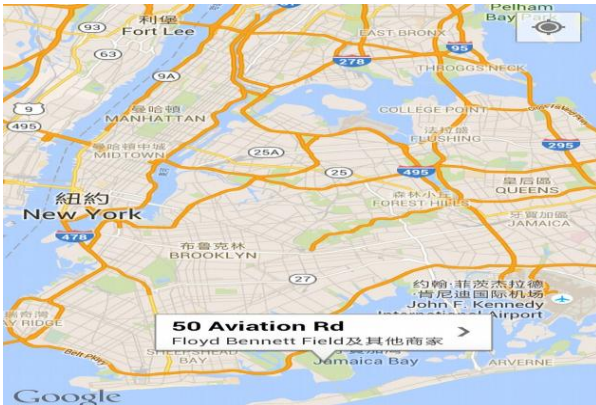 Pelham
Bay Park
93
利堡
Fort Lee
EAST BRONX
95
63
278
THROGGS NECK
9A
9
曼哈頓
MANHATTAN
COLLEGE POINT
495
法拉盛
FLUSHING
曼哈頓中城
MIDTOWN
295
25A
25
495
皇后區
QUEENS
紐約
New York
森林小丘
FOREST HILLS
牙買加區
JAMAICA
478
布魯克林
BROOKLYN
27
約翰·菲茨杰拉德
·肯尼迪国际机场
John F. Kennedy
International Airport
50 Aviation Rd
Floyd Bennett Field及其他商家
AY RIDGE
Belt Pkwy
SHEEPSHEAD
BAY
Jamaica Bay
ARVERNE
Google